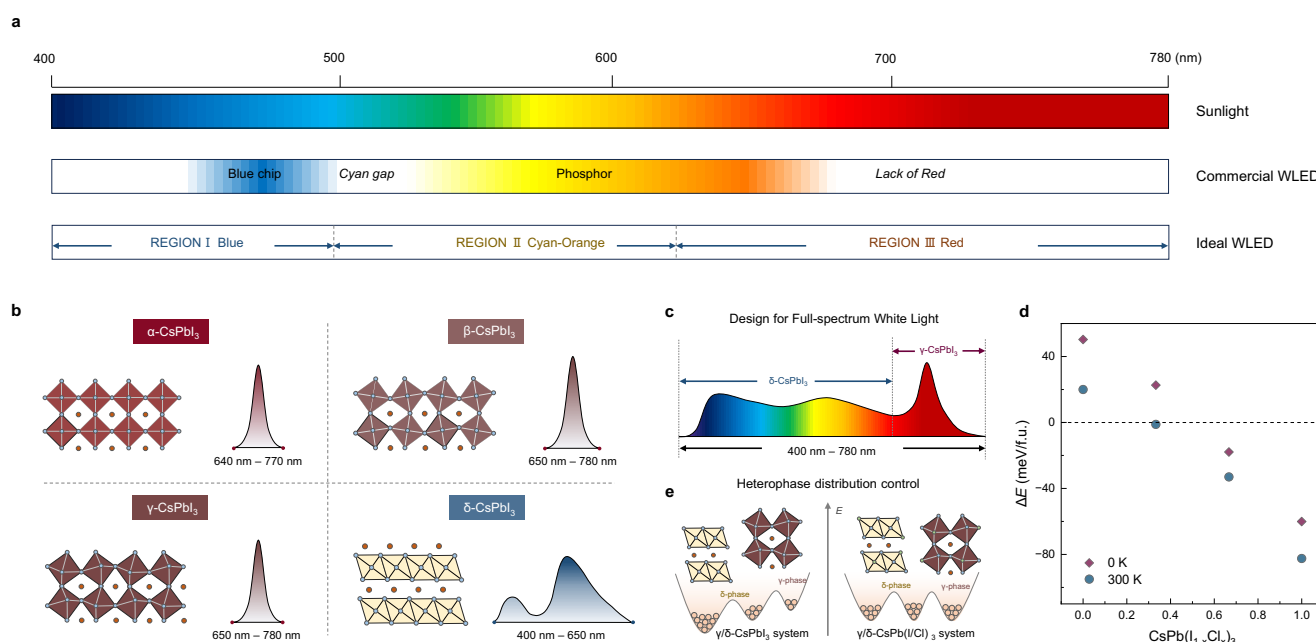 a
400 500 600 700 780 (nm)
Sunlight
Blue chip Cyan gap Phosphor Lack of Red Commercial WLED
REGION Ⅰ Blue REGION Ⅱ Cyan-Orange REGION Ⅲ Red Ideal WLED
b
α-CsPbI3 β-CsPbI3
640 nm – 770 nm 650 nm – 780 nm
γ-CsPbI3 δ-CsPbI3
650 nm – 780 nm 400 nm – 650 nm
c
Design for Full-spectrum White Light
γ-CsPbI3
δ-CsPbI3
400 nm – 780 nm
d
ΔE (meV/f.u.)
40
0
−40
−80
0 K
300 K
0.0 0.2 0.4 0.6 0.8 1.0
CsPb(I1-xClx)3
e
Heterophase distribution control
E
δ-phase γ-phase δ-phase γ-phase
γ/δ-CsPbI3 system γ/δ-CsPb(I/Cl)3 system